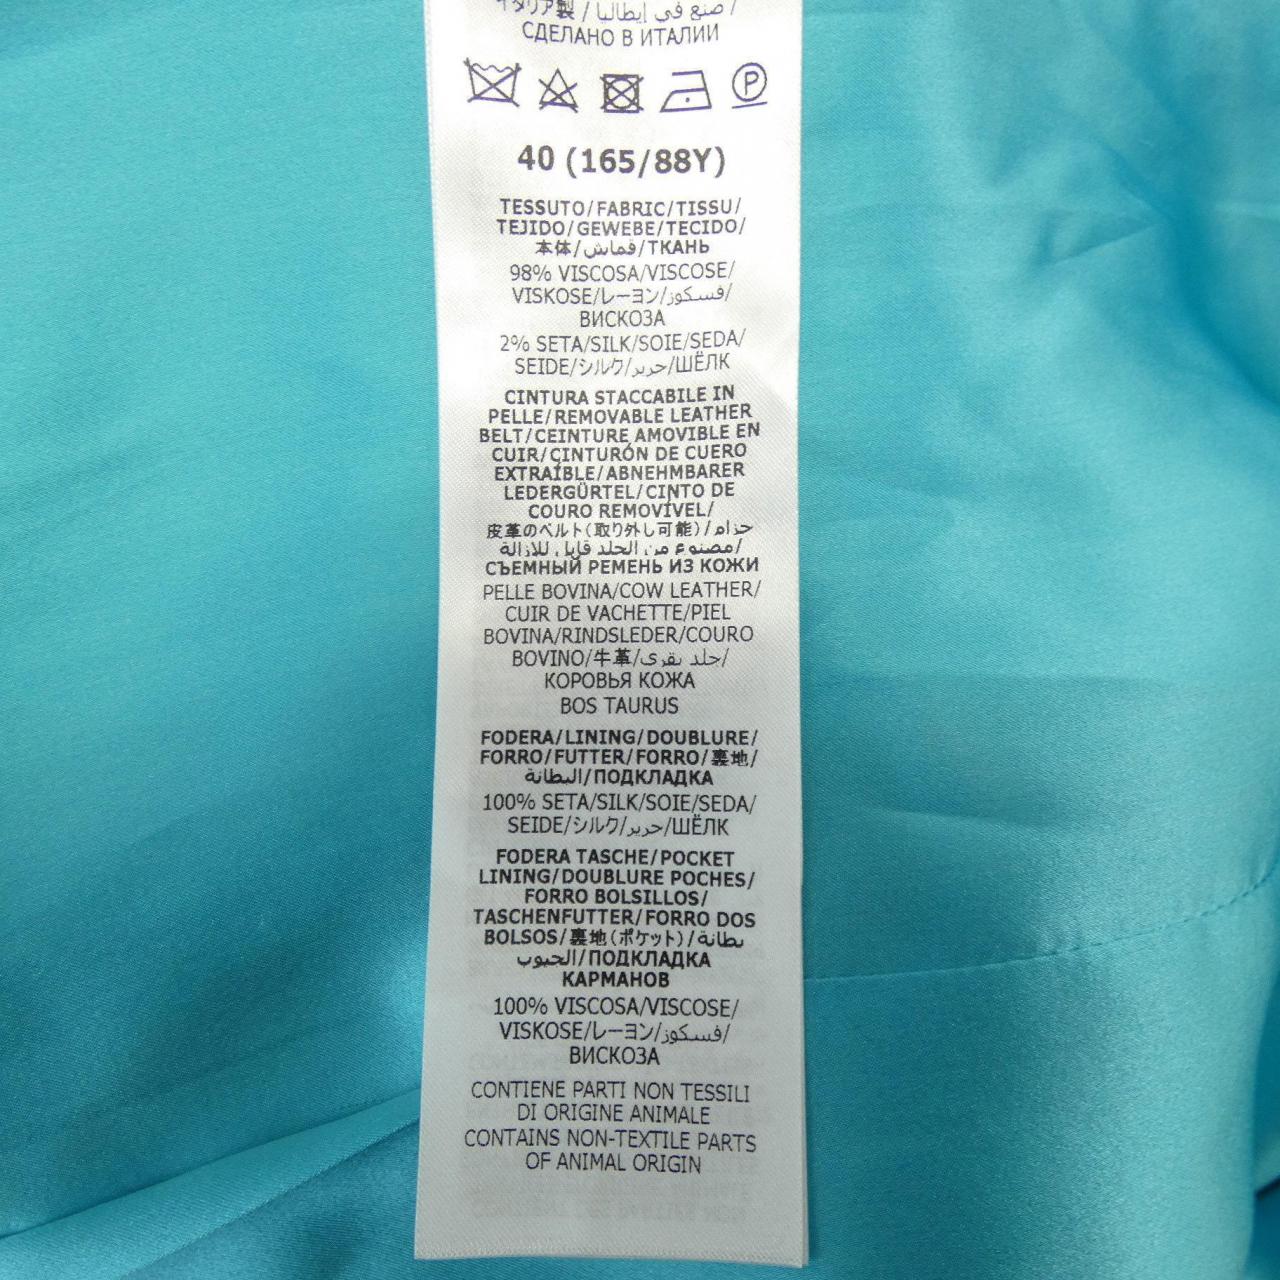 イタリア製 / صنع في إيطاليا /
СДЕЛАНО В ИТАЛИИ
P
40 (165/88Y)
TESSUTO/FABRIC/TISSU/
TEJIDO/GEWEBE/TECIDO/
本体/قماش/ТКАНЬ
98% VISCOSA/VISCOSE/
VISKOSE/レーヨン/فسكوز/
ВИСКОЗА
2% SETA/SILK/SOIE/SEDA/
SEIDE/シルク/حرير/ШЁЛК
CINTURA STACCABILE IN
PELLE/REMOVABLE LEATHER
BELT/CEINTURE AMOVIBLE EN
CUIR/CINTURÓN DE CUERO
EXTRAÍBLE/ABNEHMBARER
LEDERGÜRTEL/CINTO DE
COURO REMOVÍVEL/
皮革のベルト(取り外し可能)/حزام
مصنوع من الجلد قابل للإزالة/
СЪЕМНЫЙ РЕМЕНЬ ИЗ КОЖИ
PELLE BOVINA/COW LEATHER/
CUIR DE VACHETTE/PIEL
BOVINA/RINDSLEDER/COURO
BOVINO/牛革/جلد بقري/
КОРОВЬЯ КОЖА
BOS TAURUS
FODERA/LINING/DOUBLURE/
FORRO/FUTTER/FORRO/裏地/
البطانة/ПОДКЛАДКА
100% SETA/SILK/SOIE/SEDA/
SEIDE/シルク/حرير/ШЁЛК
FODERA TASCHE/POCKET
LINING/DOUBLURE POCHES/
FORRO BOLSILLOS/
TASCHENFUTTER/FORRO DOS
BOLSOS/裏地(ポケット)/بطانة
الجيوب/ПОДКЛАДКА
КАРМАНОВ
100% VISCOSA/VISCOSE/
VISKOSE/レーヨン/فسكوز/
ВИСКОЗА
CONTIENE PARTI NON TESSILI
DI ORIGINE ANIMALE
CONTAINS NON-TEXTILE PARTS
OF ANIMAL ORIGIN